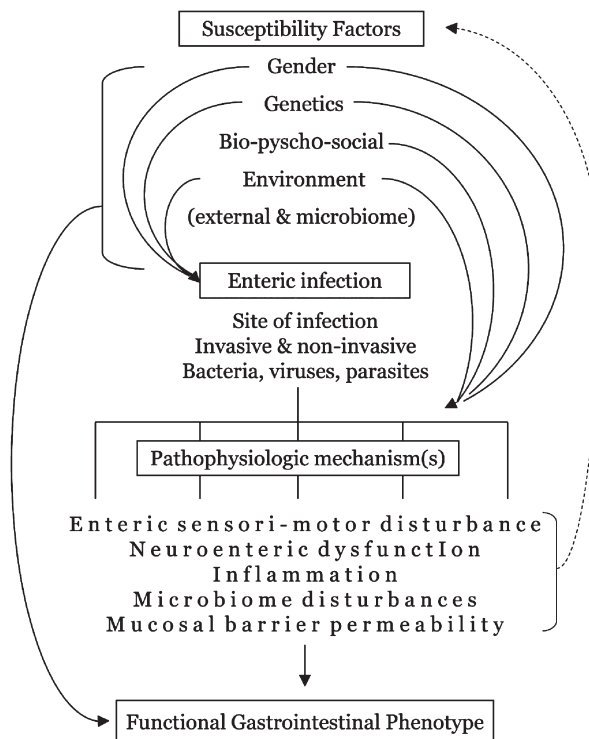 Susceptibility Factors
Gender
Genetics
Bio-pysch0-social
Environment
(external & microbiome)
Enteric infection
Site of infection
Invasive & non-invasive
Bacteria, viruses, parasites
Pathophysiologic mechanism(s)
Enteric sensori-motor disturbance
Neuroenteric dysfunctIon
Inflammation
Microbiome disturbances
Mucosal barrier permeability
Functional Gastrointestinal Phenotype